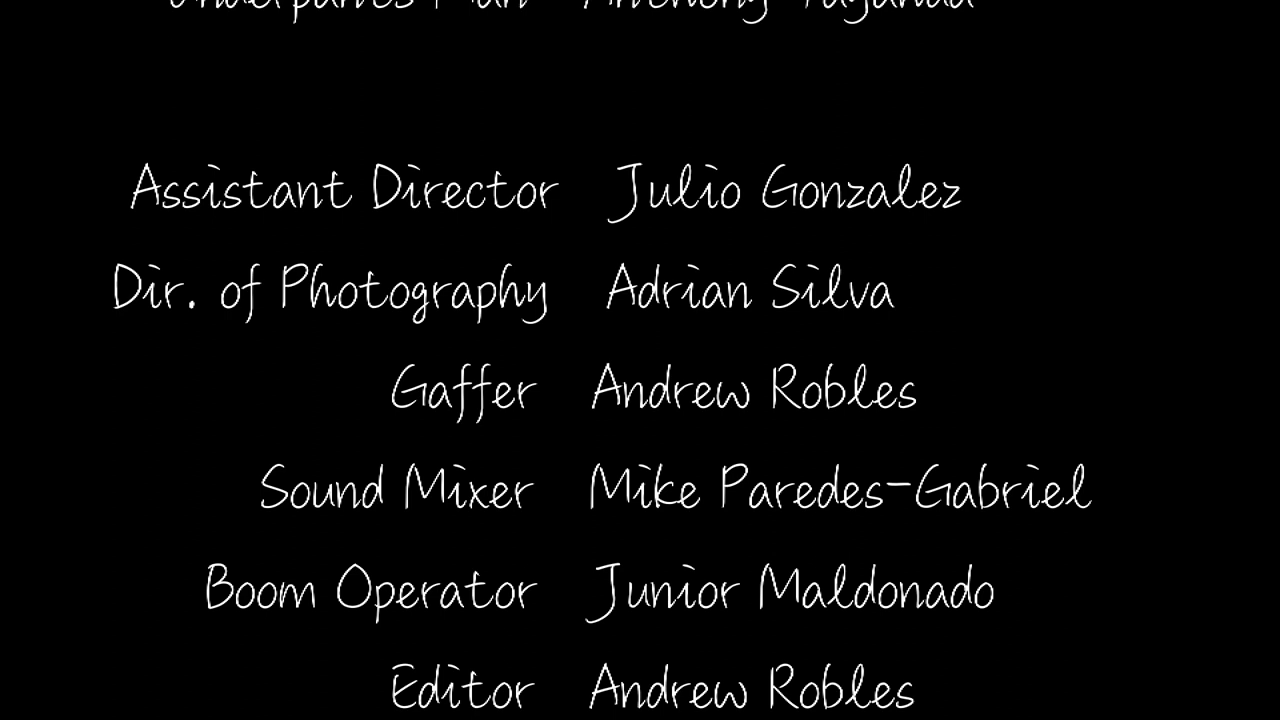 Assistant Director Julio Gonzalez
Dir. of Photography Adrian Silva
Gaffer Andrew Robles
Sound Mixer Mike Paredes-Gabriel
Boom Operator Junior Maldonado
Editor Andrew Robles